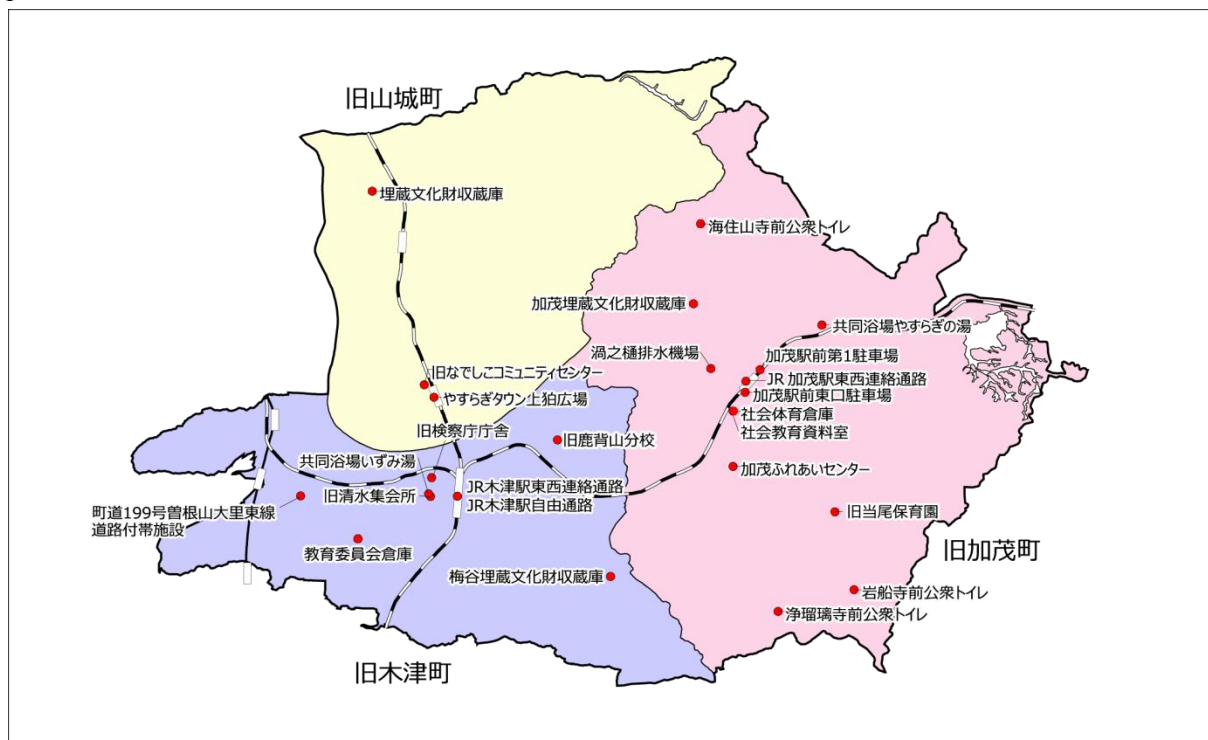 旧山城町
埋蔵文化財収蔵庫
海住山寺前公衆トイレ
加茂埋蔵文化財収蔵庫
共同浴場やすらぎの湯
渦之樋排水機場
加茂駅前第1駐車場
JR 加茂駅東西連絡通路
加茂駅前東口駐車場
社会体育倉庫
社会教育資料室
旧なでしこコミュニティセンター
やすらぎタウン上狛広場
旧検察庁庁舎
旧鹿背山分校
共同浴場いずみ湯
加茂ふれあいセンター
旧清水集会所
JR木津駅東西連絡通路
JR木津駅自由通路
町道199号曽根山大里東線
道路付帯施設
旧当尾保育園
教育委員会倉庫
旧加茂町
梅谷埋蔵文化財収蔵庫
岩船寺前公衆トイレ
浄瑠璃寺前公衆トイレ
旧木津町